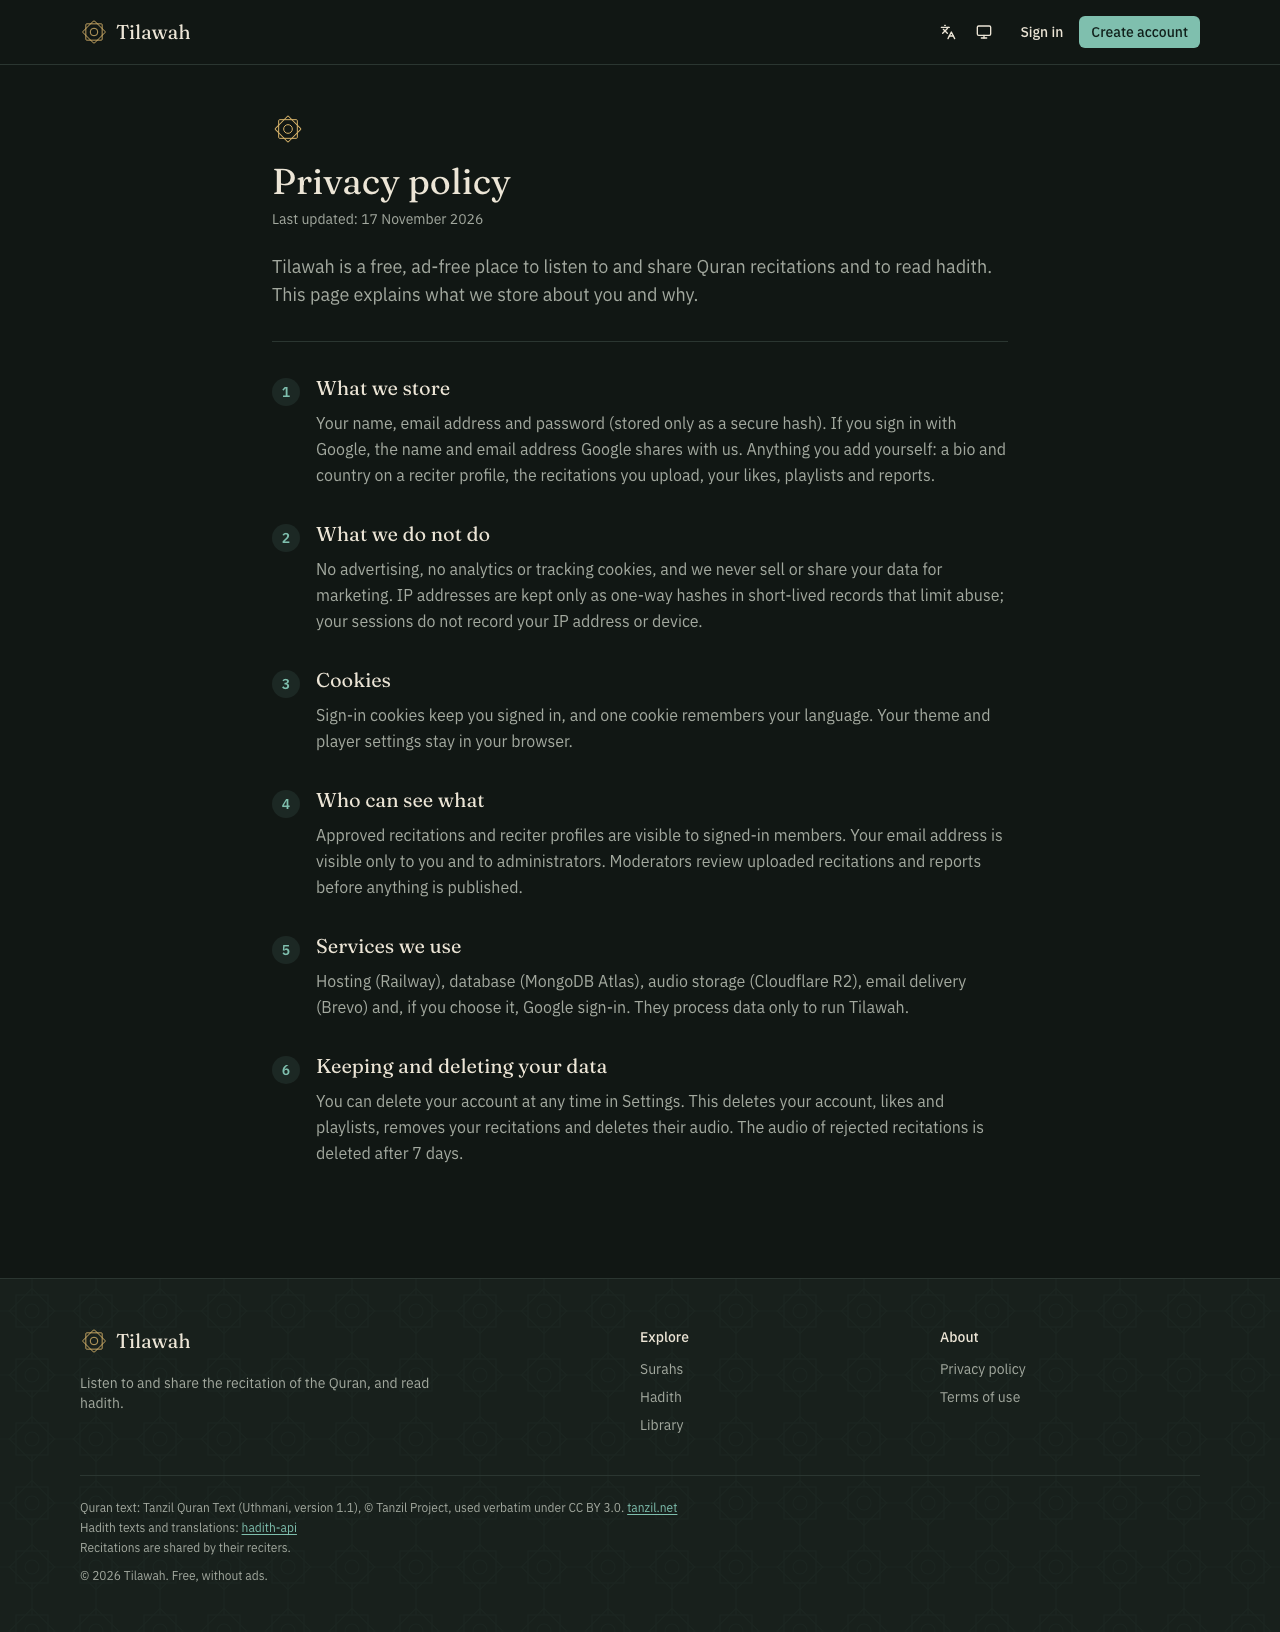 Tilawah
Sign in
Create account
Privacy policy
Last updated: 17 November 2026
Tilawah is a free, ad-free place to listen to and share Quran recitations and to read hadith.
This page explains what we store about you and why.
1
What we store
Your name, email address and password (stored only as a secure hash). If you sign in with
Google, the name and email address Google shares with us. Anything you add yourself: a bio and
country on a reciter profile, the recitations you upload, your likes, playlists and reports.
2
What we do not do
No advertising, no analytics or tracking cookies, and we never sell or share your data for
marketing. IP addresses are kept only as one-way hashes in short-lived records that limit abuse;
your sessions do not record your IP address or device.
3
Cookies
Sign-in cookies keep you signed in, and one cookie remembers your language. Your theme and
player settings stay in your browser.
4
Who can see what
Approved recitations and reciter profiles are visible to signed-in members. Your email address is
visible only to you and to administrators. Moderators review uploaded recitations and reports
before anything is published.
5
Services we use
Hosting (Railway), database (MongoDB Atlas), audio storage (Cloudflare R2), email delivery
(Brevo) and, if you choose it, Google sign-in. They process data only to run Tilawah.
6
Keeping and deleting your data
You can delete your account at any time in Settings. This deletes your account, likes and
playlists, removes your recitations and deletes their audio. The audio of rejected recitations is
deleted after 7 days.
Tilawah
Listen to and share the recitation of the Quran, and read
hadith.
Explore
Surahs
Hadith
Library
About
Privacy policy
Terms of use
Quran text: Tanzil Quran Text (Uthmani, version 1.1), © Tanzil Project, used verbatim under CC BY 3.0. tanzil.net
Hadith texts and translations: hadith-api
Recitations are shared by their reciters.
© 2026 Tilawah. Free, without ads.